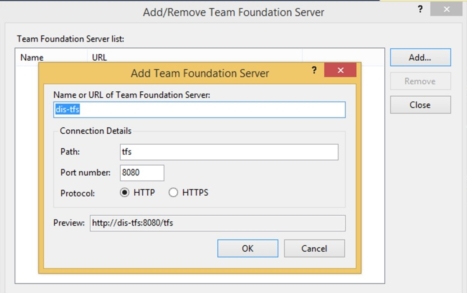 Add/Remove Team Foundation Server ? ×
Team Foundation Server list:
Name URL
Add...
Remove
Close
Add Team Foundation Server ? ×
Name or URL of Team Foundation Server:
dis-tfs
Connection Details
Path: tfs
Port number: 8080
Protocol: HTTP HTTPS
Preview: http://dis-tfs:8080/tfs
OK Cancel